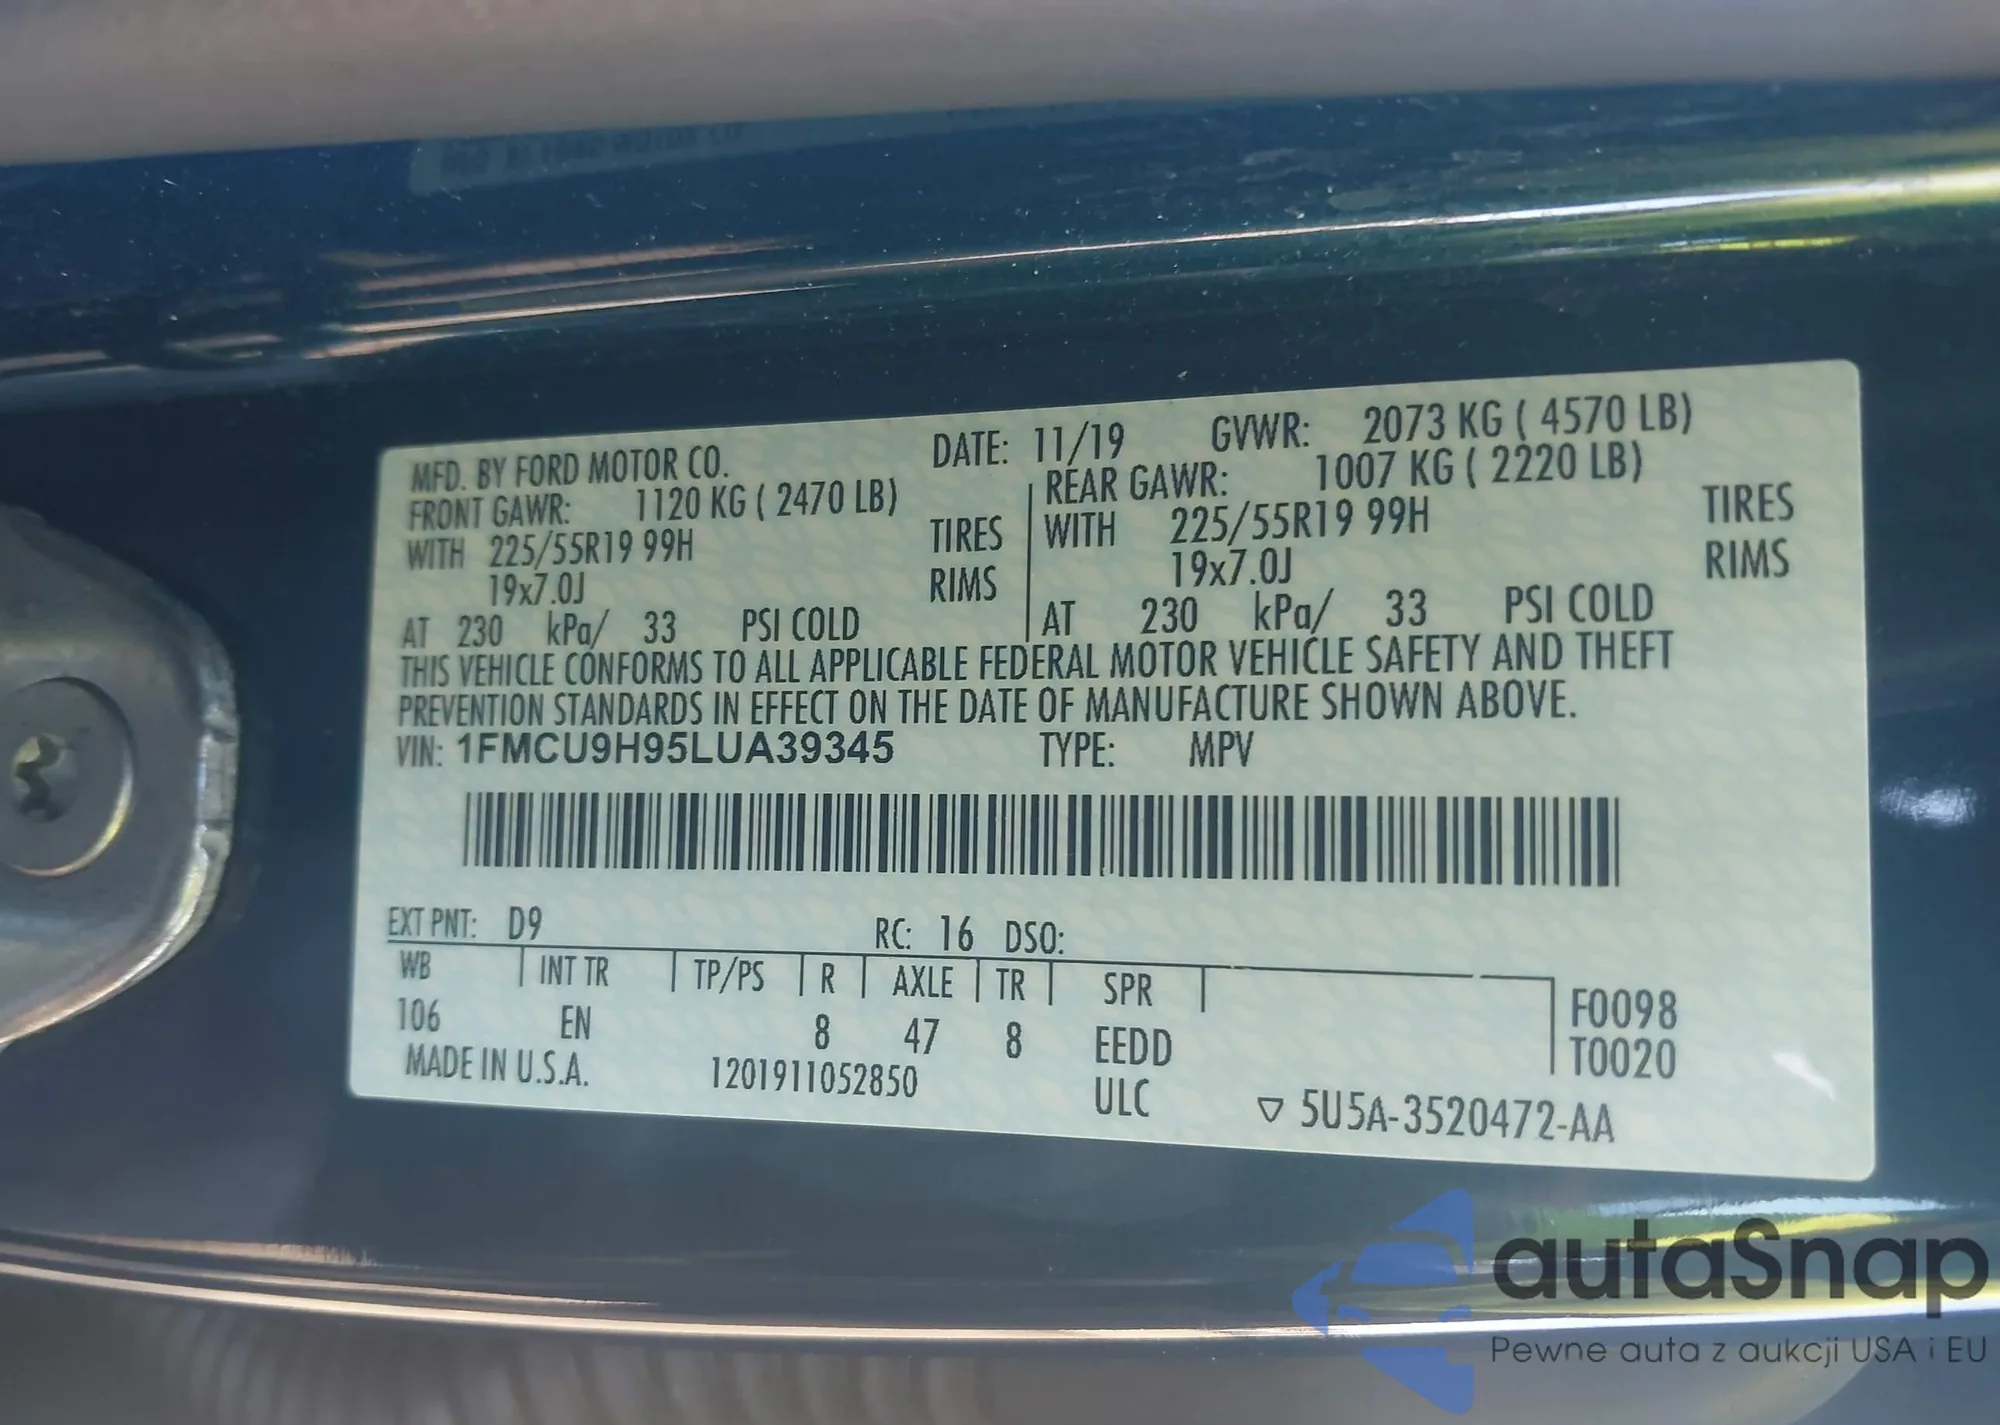 MFD. BY FORD MOTOR CO. DATE: 11/19 GVWR: 2073 KG ( 4570 LB)
FRONT GAWR: 1120 KG ( 2470 LB) REAR GAWR: 1007 KG ( 2220 LB)
WITH 225/55R19 99H TIRES WITH 225/55R19 99H TIRES
19x7.0J RIMS 19x7.0J RIMS
AT 230 kPa/ 33 PSI COLD AT 230 kPa/ 33 PSI COLD
THIS VEHICLE CONFORMS TO ALL APPLICABLE FEDERAL MOTOR VEHICLE SAFETY AND THEFT
PREVENTION STANDARDS IN EFFECT ON THE DATE OF MANUFACTURE SHOWN ABOVE.
VIN: 1FMCU9H95LUA39345 TYPE: MPV
EXT PNT: D9 RC: 16 DSO:
WB INT TR TP/PS R AXLE TR SPR F0098
106 EN 8 47 8 EEDD T0020
MADE IN U.S.A. 1201911052850 ULC ▽ 5U5A-3520472-AA
autaSnap
Pewne auta z aukcji USA i EU